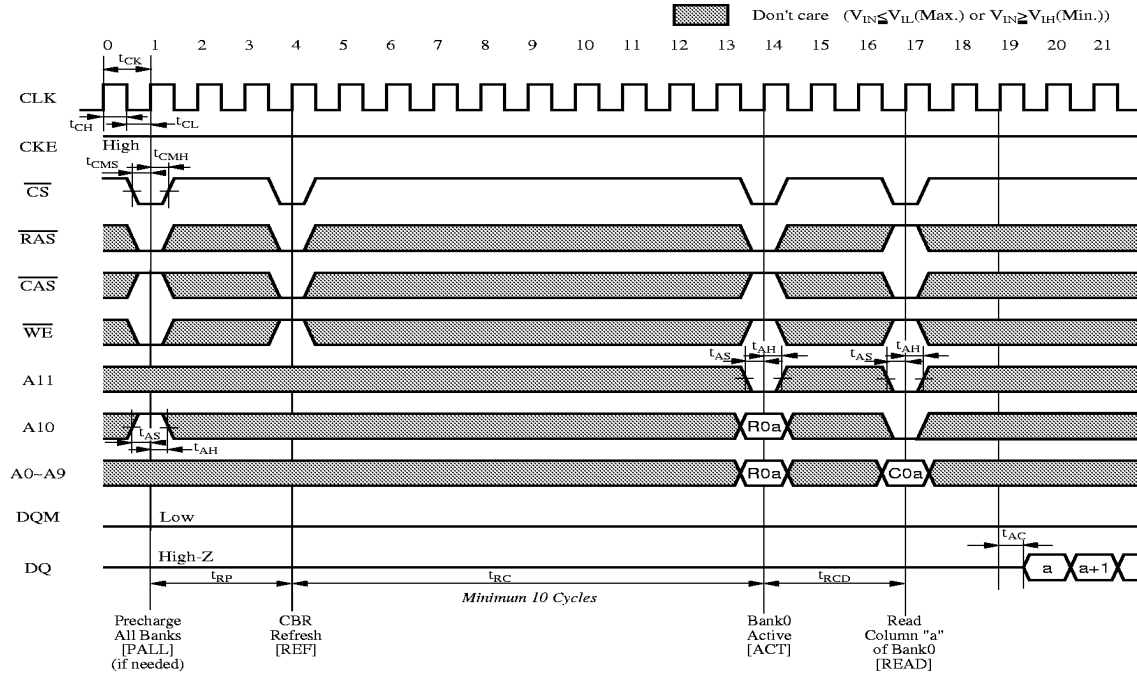 Don't care (VIN≦VIL(Max.) or VIN≧VIH(Min.))
0 1 2 3 4 5 6 7 8 9 10 11 12 13 14 15 16 17 18 19 20 21
tCK
CLK
tCH tCL
CKE High
tCMS tCMH
CS
RAS
CAS
WE
tAS tAH tAS tAH
A11
A10 R0a
tAS tAH
A0~A9 R0a C0a
DQM Low
tAC
DQ High-Z a a+1
tRP tRC tRCD
Minimum 10 Cycles
Precharge
All Banks
[PALL]
(if needed)
CBR
Refresh
[REF]
Bank0
Active
[ACT]
Read
Column "a"
of Bank0
[READ]